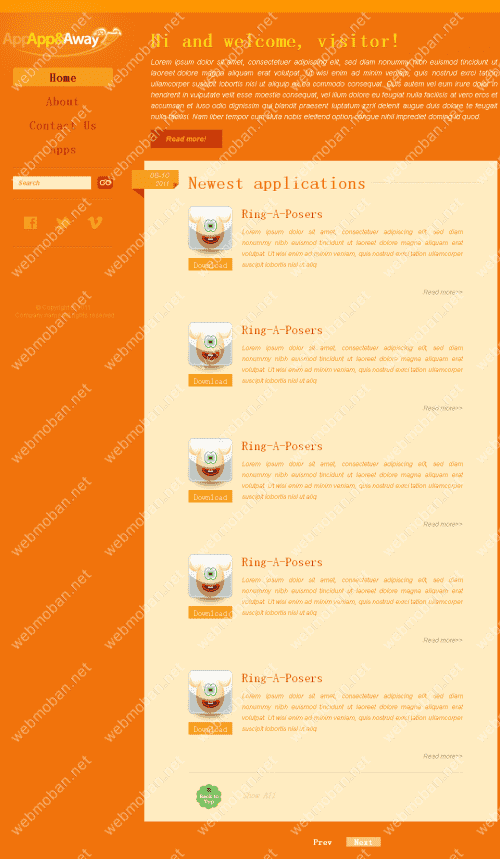 AppApp&Away
Home
About
Contact Us
Apps
Search
GO
Hi and welcome, visitor!
Lorem ipsum dolor sit amet, consectetuer adipiscing elit, sed diam nonummy nibh euismod tincidunt ut
laoreet dolore magna aliquam erat volutpat. Ut wisi enim ad minim veniam, quis nostrud exerci tation
ullamcorper suscipit lobortis nisl ut aliquip ex ea commodo consequat. Duis autem vel eum iriure dolor in
hendrerit in vulputate velit esse molestie consequat, vel illum dolore eu feugiat nulla facilisis at vero eros et
accumsan et iusto odio dignissim qui blandit praesent luptatum zzril delenit augue duis dolore te feugait
nulla facilisi. Nam liber tempor cum soluta nobis eleifend option congue nihil imperdiet doming id quod.
Read more!
Newest applications
Ring-A-Posers
Lorem ipsum dolor sit amet, consectetuer adipiscing elit, sed diam
nonummy nibh euismod tincidunt ut laoreet dolore magna aliquam erat
volutpat. Ut wisi enim ad minim veniam, quis nostrud exerci tation ullamcorper
suscipit lobortis nisl ut aliq
Download
Read more>>
Ring-A-Posers
Lorem ipsum dolor sit amet, consectetuer adipiscing elit, sed diam
nonummy nibh euismod tincidunt ut laoreet dolore magna aliquam erat
volutpat. Ut wisi enim ad minim veniam, quis nostrud exerci tation ullamcorper
suscipit lobortis nisl ut aliq
Download
Read more>>
Ring-A-Posers
Lorem ipsum dolor sit amet, consectetuer adipiscing elit, sed diam
nonummy nibh euismod tincidunt ut laoreet dolore magna aliquam erat
volutpat. Ut wisi enim ad minim veniam, quis nostrud exerci tation ullamcorper
suscipit lobortis nisl ut aliq
Download
Read more>>
Ring-A-Posers
Lorem ipsum dolor sit amet, consectetuer adipiscing elit, sed diam
nonummy nibh euismod tincidunt ut laoreet dolore magna aliquam erat
volutpat. Ut wisi enim ad minim veniam, quis nostrud exerci tation ullamcorper
suscipit lobortis nisl ut aliq
Download
Read more>>
Ring-A-Posers
Lorem ipsum dolor sit amet, consectetuer adipiscing elit, sed diam
nonummy nibh euismod tincidunt ut laoreet dolore magna aliquam erat
volutpat. Ut wisi enim ad minim veniam, quis nostrud exerci tation ullamcorper
suscipit lobortis nisl ut aliq
Download
Read more>>
Back to
Top
Show All
Prev
Next
webmoban.net